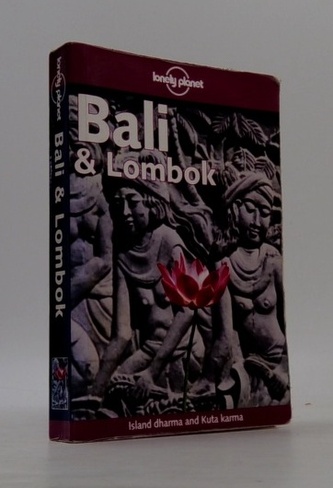 lonely planet
Bali
& Lombok
Island dharma and Kuta karma
lonely planet
Bali & Lombok